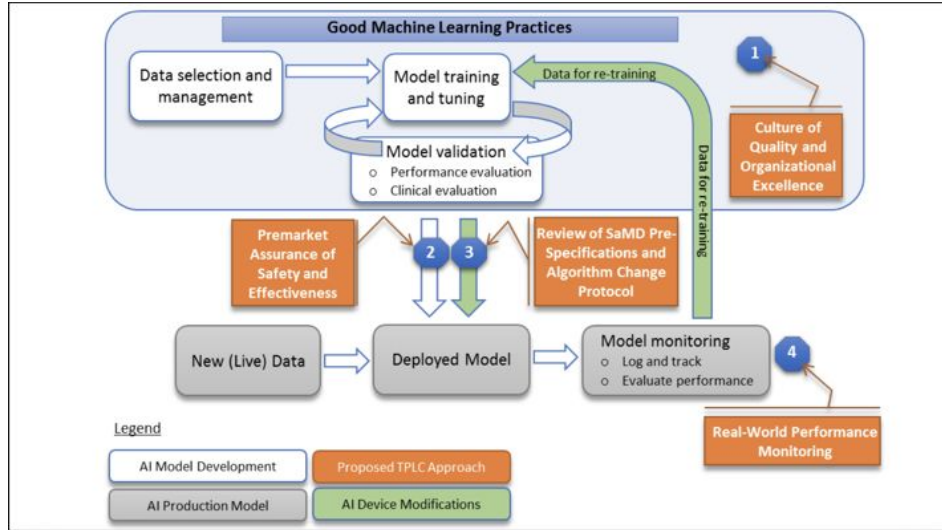 Good Machine Learning Practices
Data selection and
management
Model training
and tuning
Data for re-training
1
Culture of
Quality and
Organizational
Excellence
Model validation
o Performance evaluation
o Clinical evaluation
Data for re-training
Premarket
Assurance of
Safety and
Effectiveness
2
3
Review of SaMD Pre-
Specifications and
Algorithm Change
Protocol
New (Live) Data
Deployed Model
Model monitoring
o Log and track
o Evaluate performance
4
Real-World Performance
Monitoring
Legend
AI Model Development
Proposed TPLC Approach
AI Production Model
AI Device Modifications